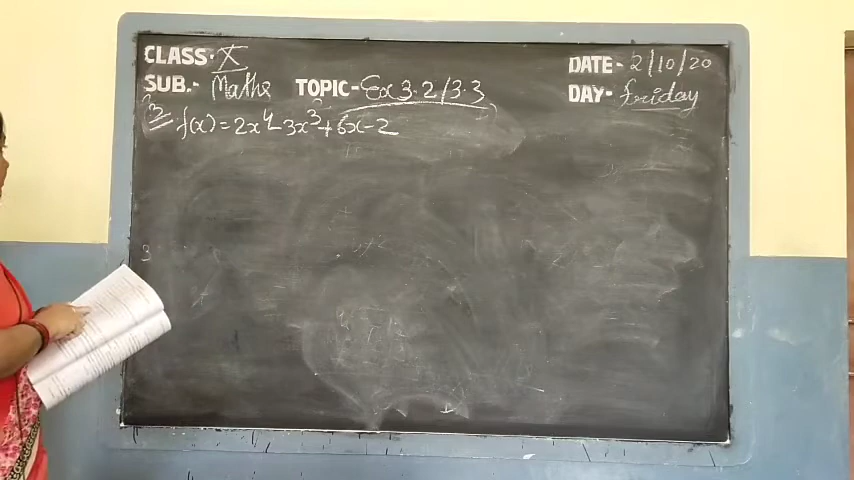 CLASS- X
DATE- 2/10/20
SUB.- Maths TOPIC- Ex 3.2/3.3
DAY- friday
f(x) = 2x⁴ - 3x³ + 6x - 2
3